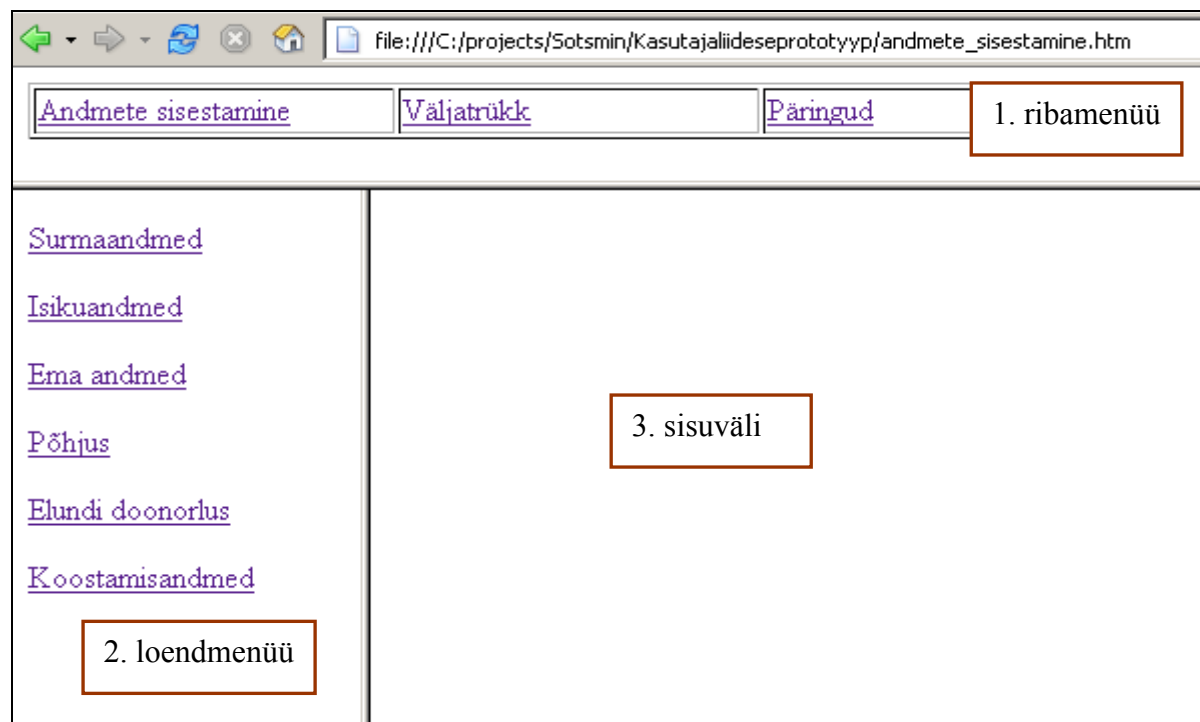 file:///C:/projects/Sotsmin/Kasutajaliideseprototyyp/andmete_sisestamine.htm
Andmete sisestamine Väljatrükk Päringud
1. ribamenüü
Surmaandmed
Isikuandmed
Ema andmed
3. sisuväli
Põhjus
Elundi doonorlus
Koostamisandmed
2. loendmenüü